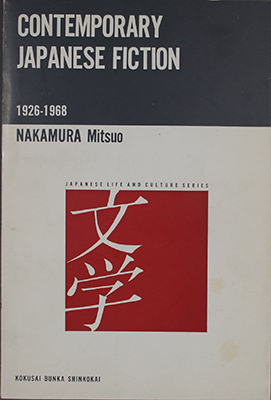 CONTEMPORARY
JAPANESE FICTION
1926-1968
NAKAMURA Mitsuo
JAPANESE LIFE AND CULTURE SERIES
文
学
KOKUSAI BUNKA SHINKOKAI